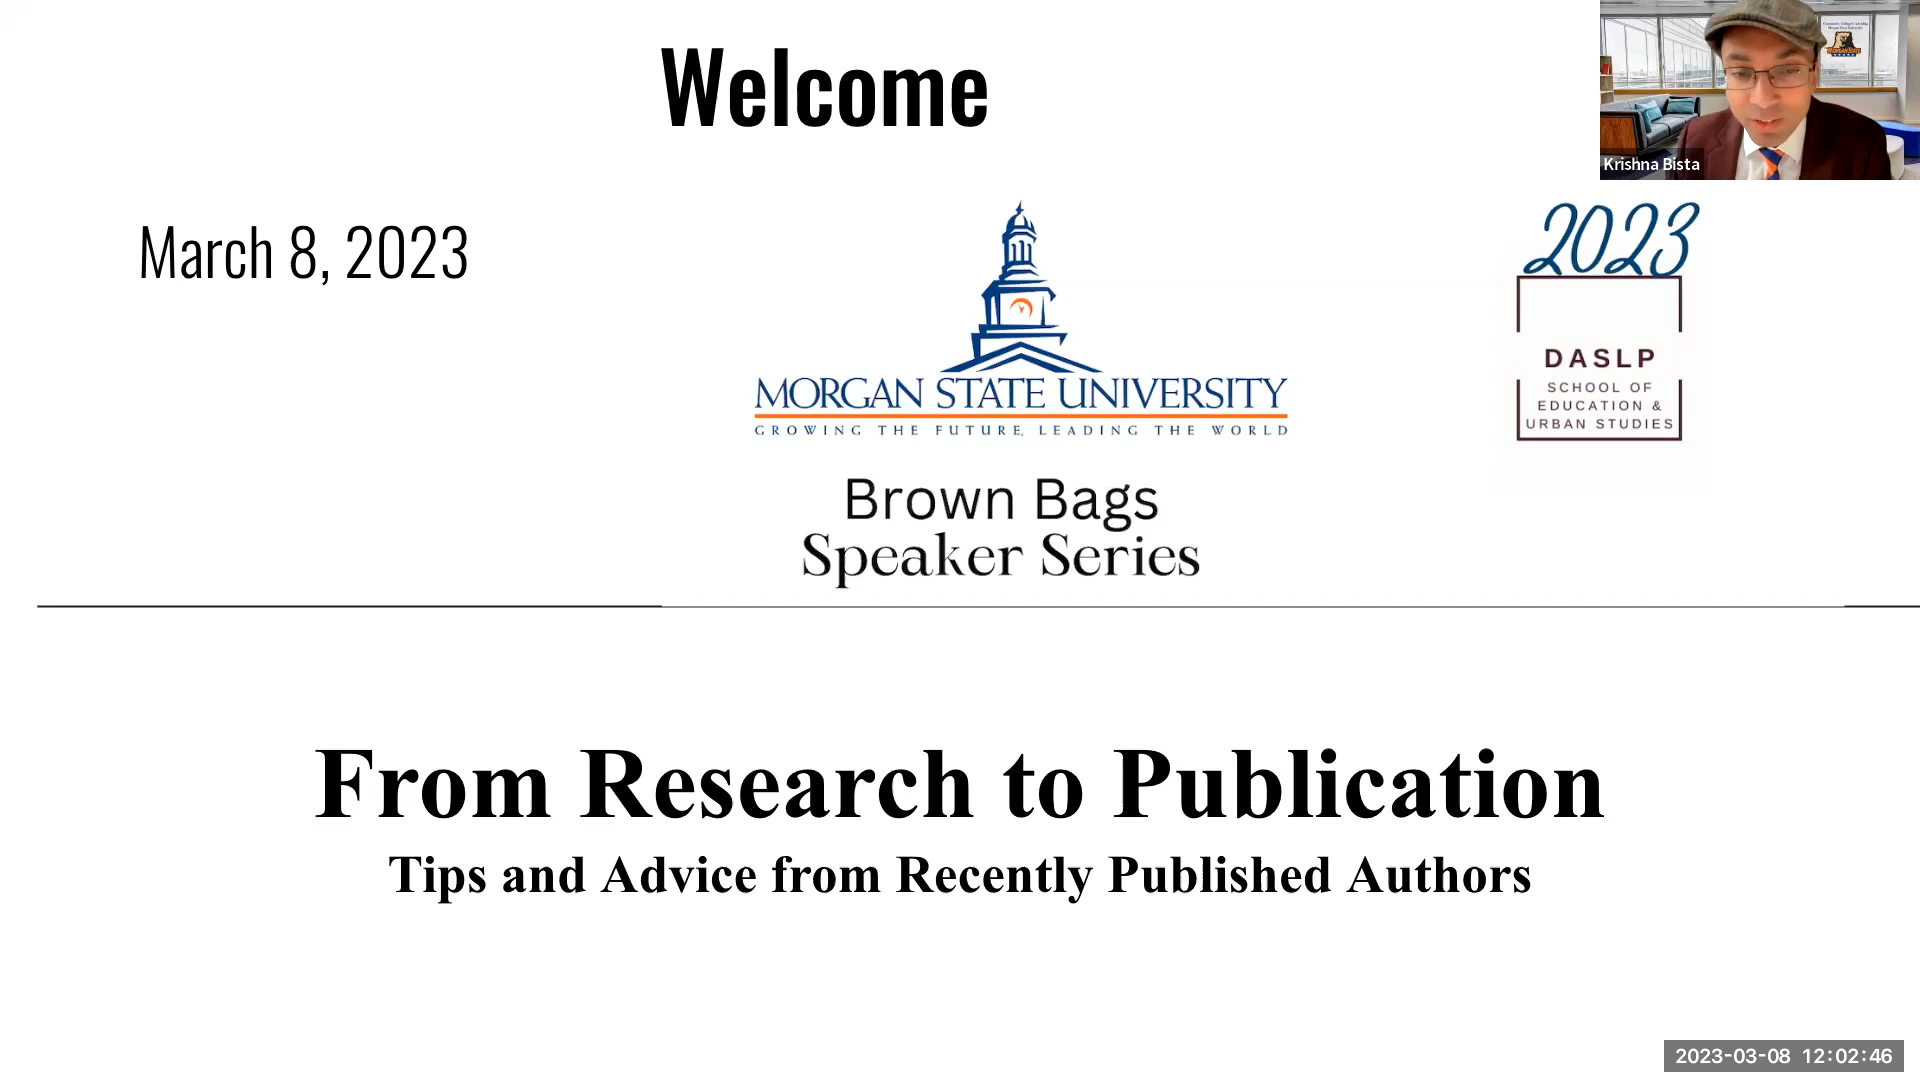 Welcome
Krishna Bista
March 8, 2023
2023
DASLP
SCHOOL OF
EDUCATION &
URBAN STUDIES
MORGAN STATE UNIVERSITY
GROWING THE FUTURE, LEADING THE WORLD
Brown Bags
Speaker Series
From Research to Publication
Tips and Advice from Recently Published Authors
2023-03-08 12:02:46